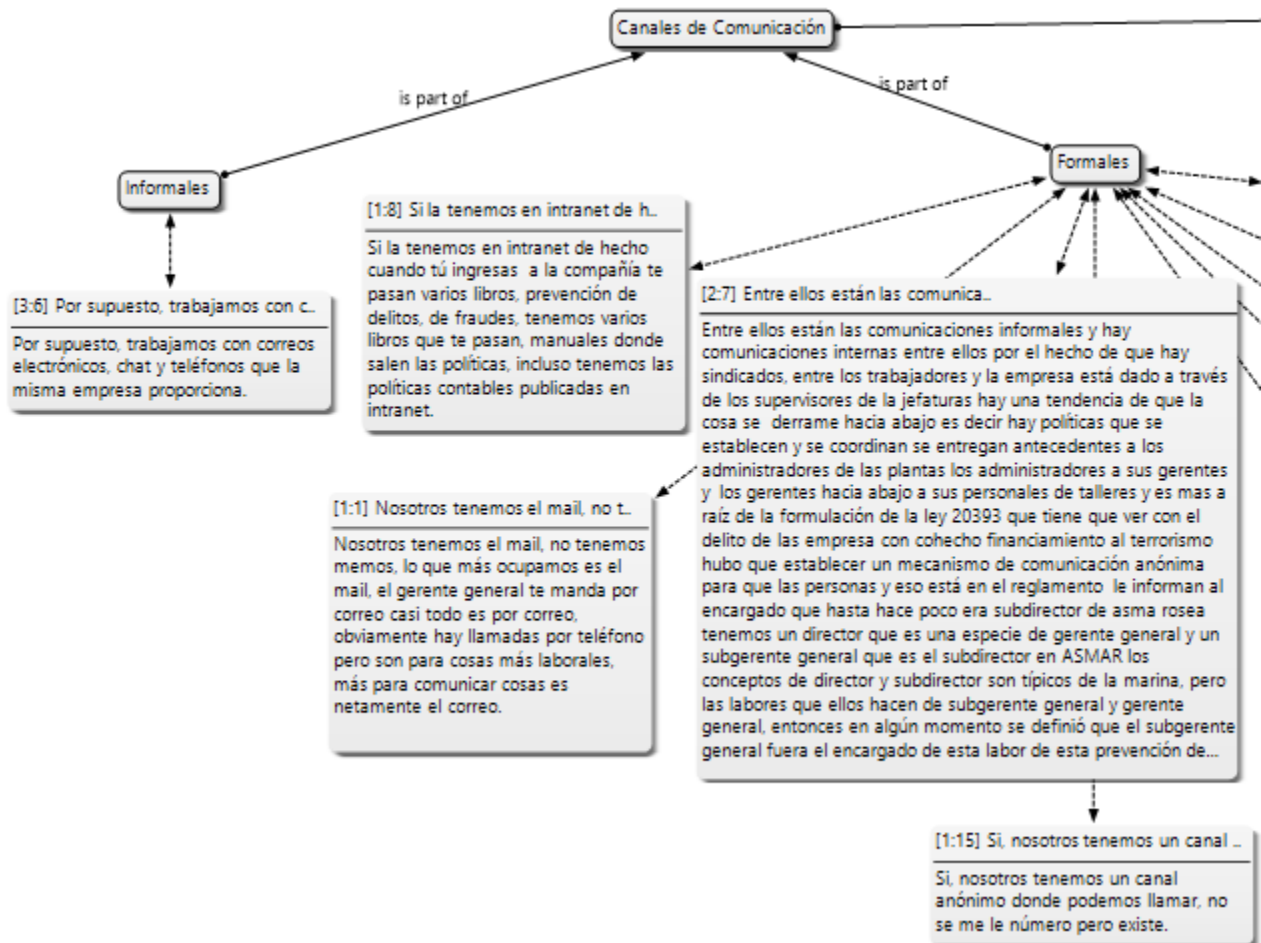 Canales de Comunicación
is part of
is part of
Informales
Formales
[1:8] Si la tenemos en intranet de h..
Si la tenemos en intranet de hecho
cuando tú ingresas a la compañía te
pasan varios libros, prevención de
delitos, de fraudes, tenemos varios
libros que te pasan, manuales donde
salen las políticas, incluso tenemos las
políticas contables publicadas en
intranet.
[3:6] Por supuesto, trabajamos con c..
Por supuesto, trabajamos con correos
electrónicos, chat y teléfonos que la
misma empresa proporciona.
[2:7] Entre ellos están las comunica...
Entre ellos están las comunicaciones informales y hay
comunicaciones internas entre ellos por el hecho de que hay
sindicados, entre los trabajadores y la empresa está dado a través
de los supervisores de la jefaturas hay una tendencia de que la
cosa se derrame hacia abajo es decir hay políticas que se
establecen y se coordinan se entregan antecedentes a los
administradores de las plantas los administradores a sus gerentes
y los gerentes hacia abajo a sus personales de talleres y es mas a
raíz de la formulación de la ley 20393 que tiene que ver con el
delito de las empresa con cohecho financiamiento al terrorismo
hubo que establecer un mecanismo de comunicación anónima
para que las personas y eso está en el reglamento le informan al
encargado que hasta hace poco era subdirector de asma rosea
tenemos un director que es una especie de gerente general y un
subgerente general que es el subdirector en ASMAR los
conceptos de director y subdirector son típicos de la marina, pero
las labores que ellos hacen de subgerente general y gerente
general, entonces en algún momento se definió que el subgerente
general fuera el encargado de esta labor de esta prevención de...
[1:1] Nosotros tenemos el mail, no t..
Nosotros tenemos el mail, no tenemos
memos, lo que más ocupamos es el
mail, el gerente general te manda por
correo casi todo es por correo,
obviamente hay llamadas por teléfono
pero son para cosas más laborales,
más para comunicar cosas es
netamente el correo.
[1:15] Si, nosotros tenemos un canal ..
Si, nosotros tenemos un canal
anónimo donde podemos llamar, no
se me le número pero existe.